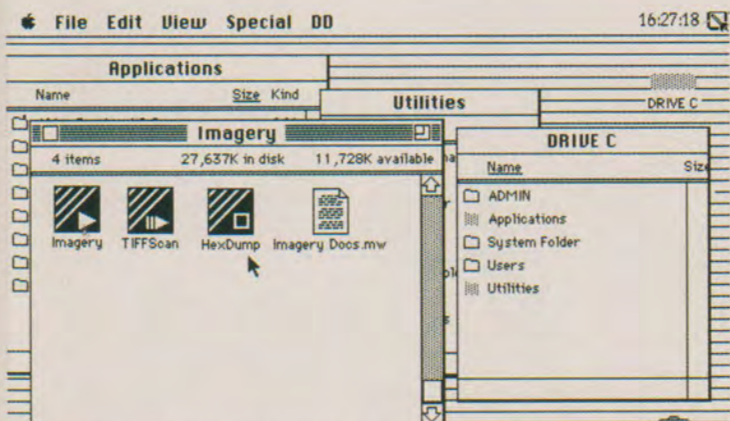 File Edit View Special DD 16:27:18
Applications
Name Size Kind
Utilities
DRIVE C
Imagery
4 items 27,637K in disk 11,728K available
Imagery TIFFScan HexDump Imagery Docs.mw
DRIVE C
Name Size
ADMIN
Applications
System Folder
Users
Utilities